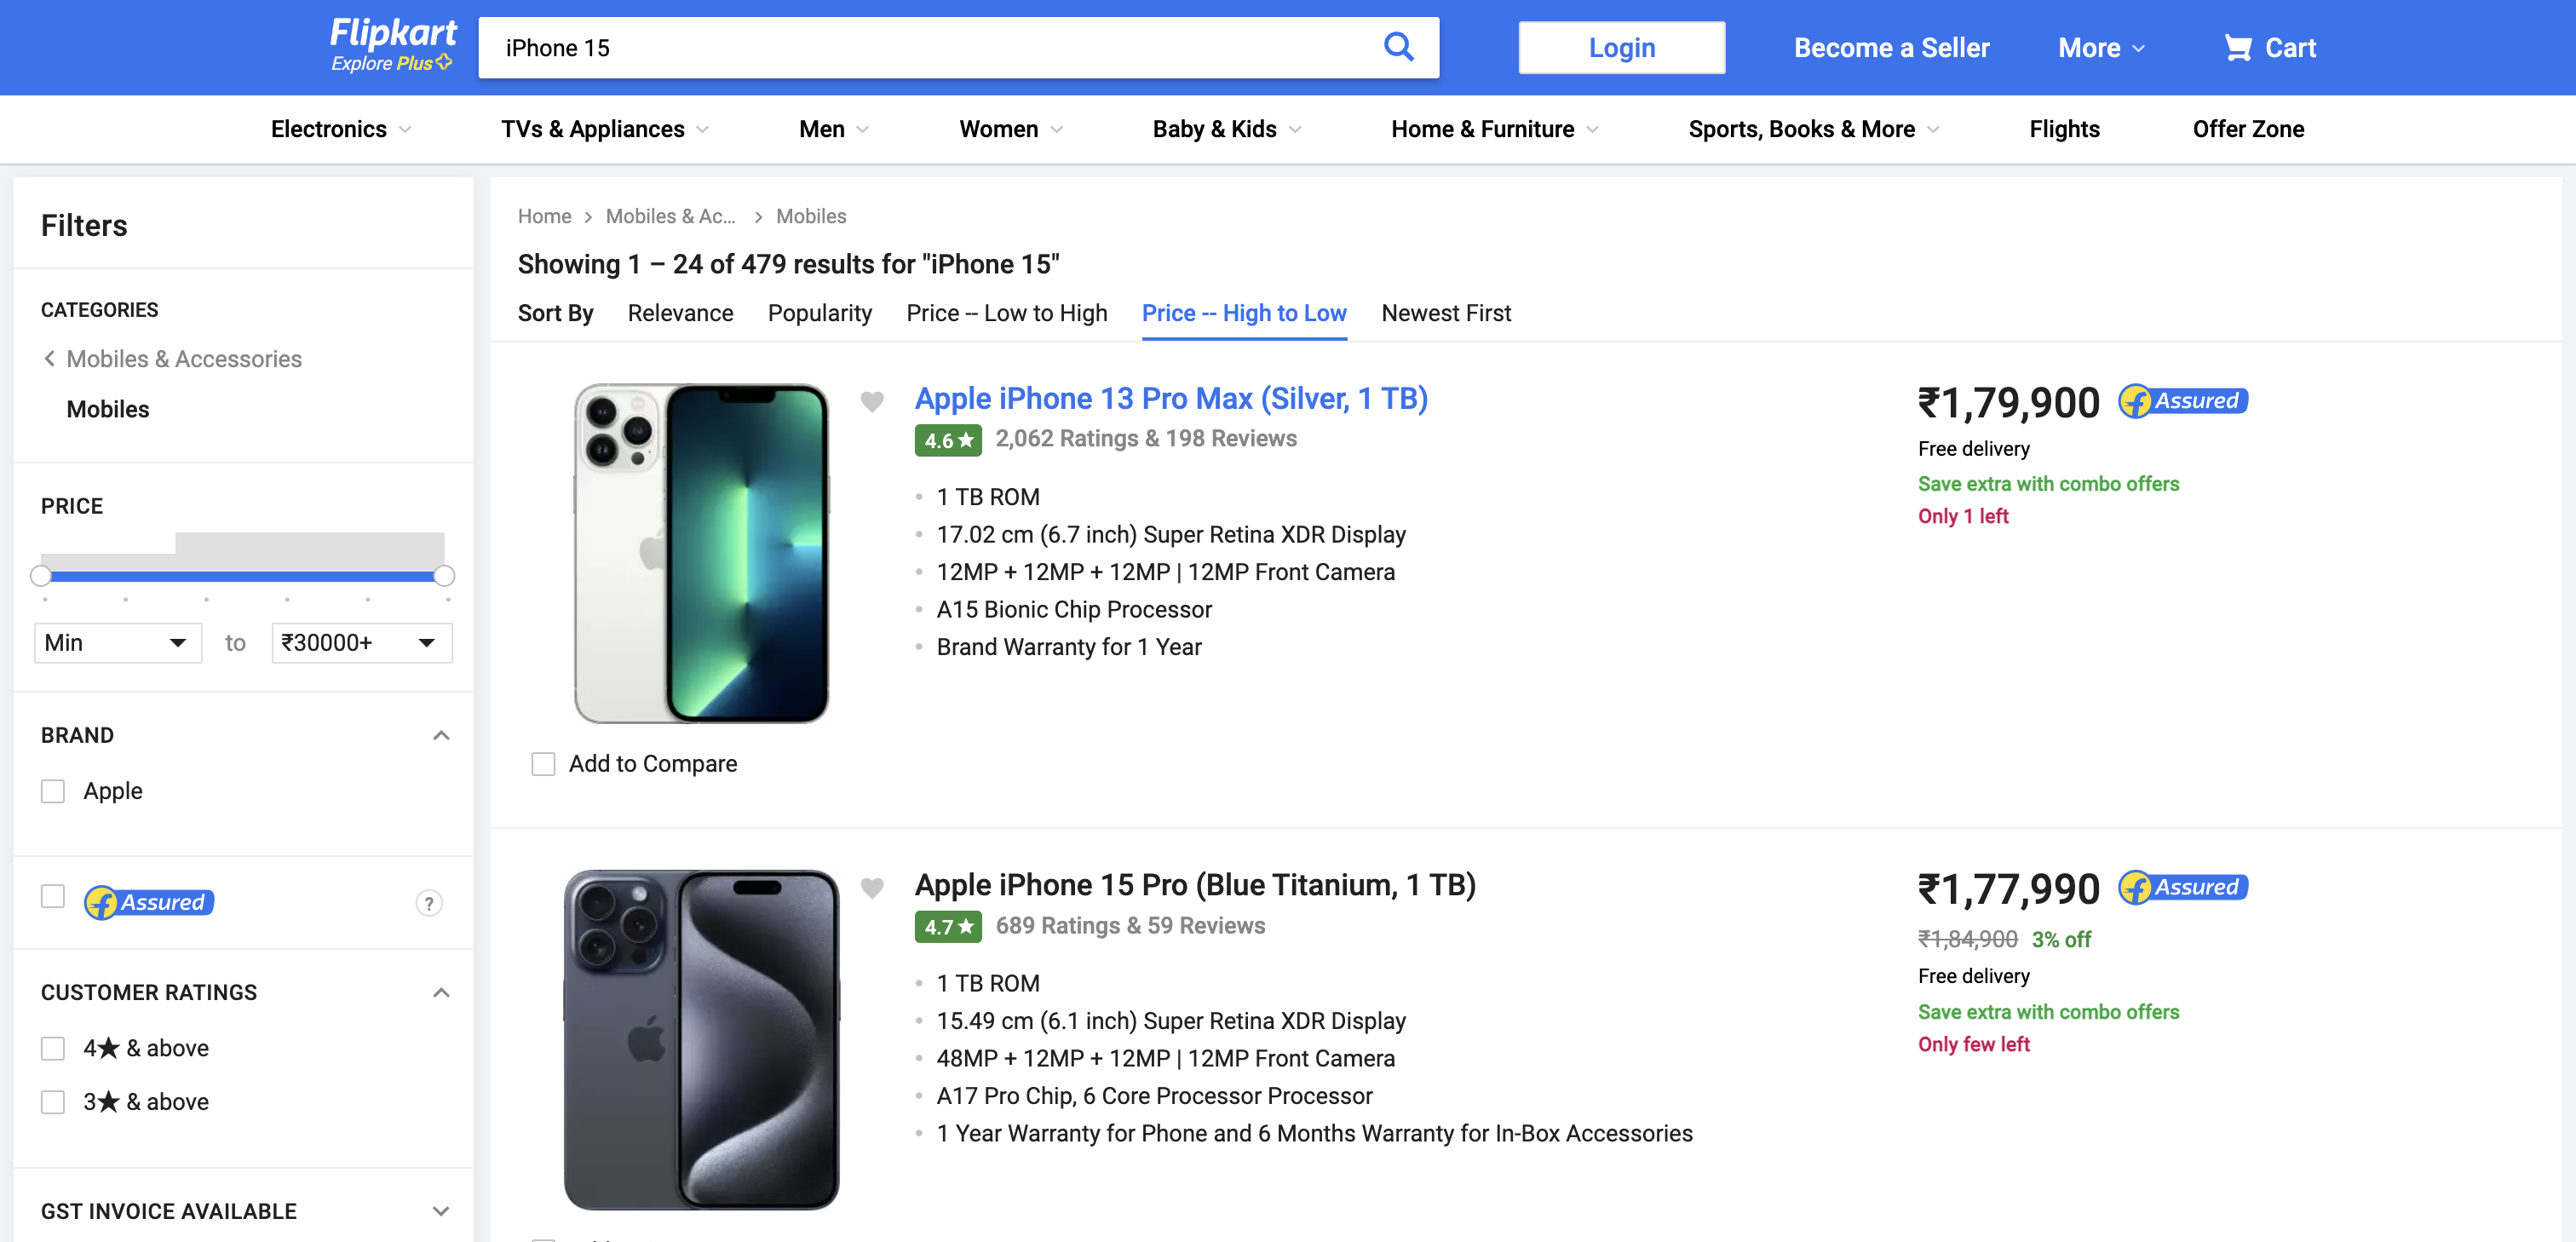 Flipkart
Explore Plus
iPhone 15
Login
Become a Seller
More
Cart
Electronics
TVs & Appliances
Men
Women
Baby & Kids
Home & Furniture
Sports, Books & More
Flights
Offer Zone
Filters
CATEGORIES
Mobiles & Accessories
Mobiles
PRICE
Min
to
₹30000+
BRAND
Apple
Assured
?
CUSTOMER RATINGS
4★ & above
3★ & above
GST INVOICE AVAILABLE
Home > Mobiles & Ac... > Mobiles
Showing 1 – 24 of 479 results for "iPhone 15"
Sort By Relevance Popularity Price -- Low to High Price -- High to Low Newest First
Apple iPhone 13 Pro Max (Silver, 1 TB)
4.6★ 2,062 Ratings & 198 Reviews
1 TB ROM
17.02 cm (6.7 inch) Super Retina XDR Display
12MP + 12MP + 12MP | 12MP Front Camera
A15 Bionic Chip Processor
Brand Warranty for 1 Year
₹1,79,900 Assured
Free delivery
Save extra with combo offers
Only 1 left
Add to Compare
Apple iPhone 15 Pro (Blue Titanium, 1 TB)
4.7★ 689 Ratings & 59 Reviews
1 TB ROM
15.49 cm (6.1 inch) Super Retina XDR Display
48MP + 12MP + 12MP | 12MP Front Camera
A17 Pro Chip, 6 Core Processor Processor
1 Year Warranty for Phone and 6 Months Warranty for In-Box Accessories
₹1,77,990 Assured
₹1,84,900 3% off
Free delivery
Save extra with combo offers
Only few left